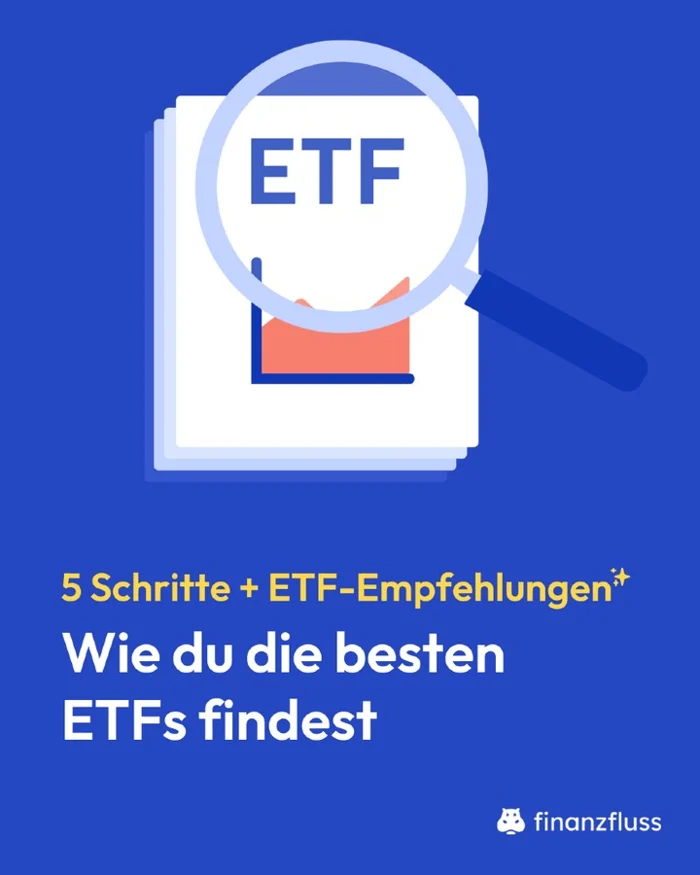 ETF
5 Schritte + ETF-Empfehlungen
Wie du die besten
ETFs findest
finanzfluss